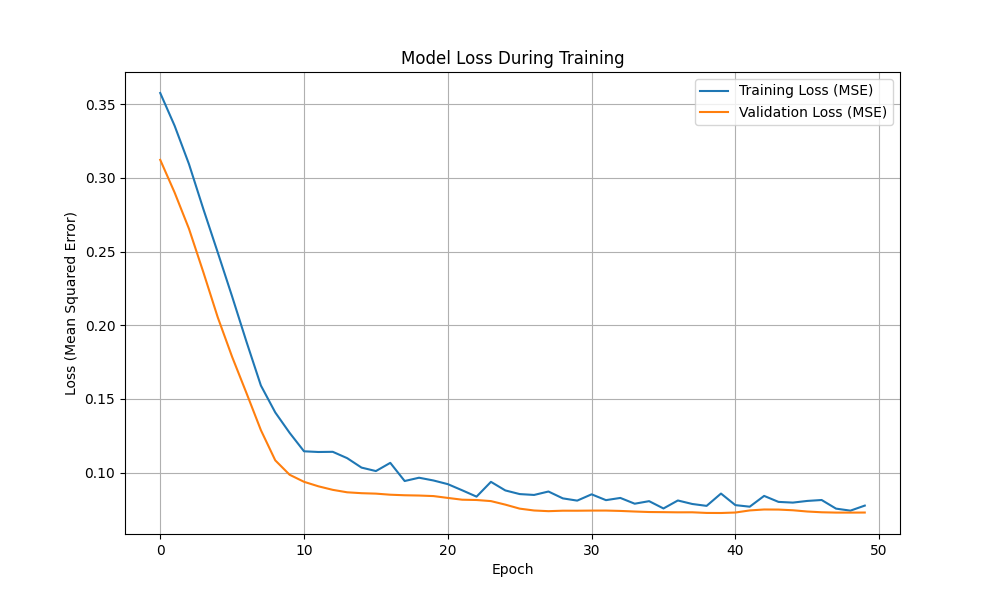 Model Loss During Training
Training Loss (MSE)
Validation Loss (MSE)
Loss (Mean Squared Error)
0.35
0.30
0.25
0.20
0.15
0.10
0 10 20 30 40 50
Epoch